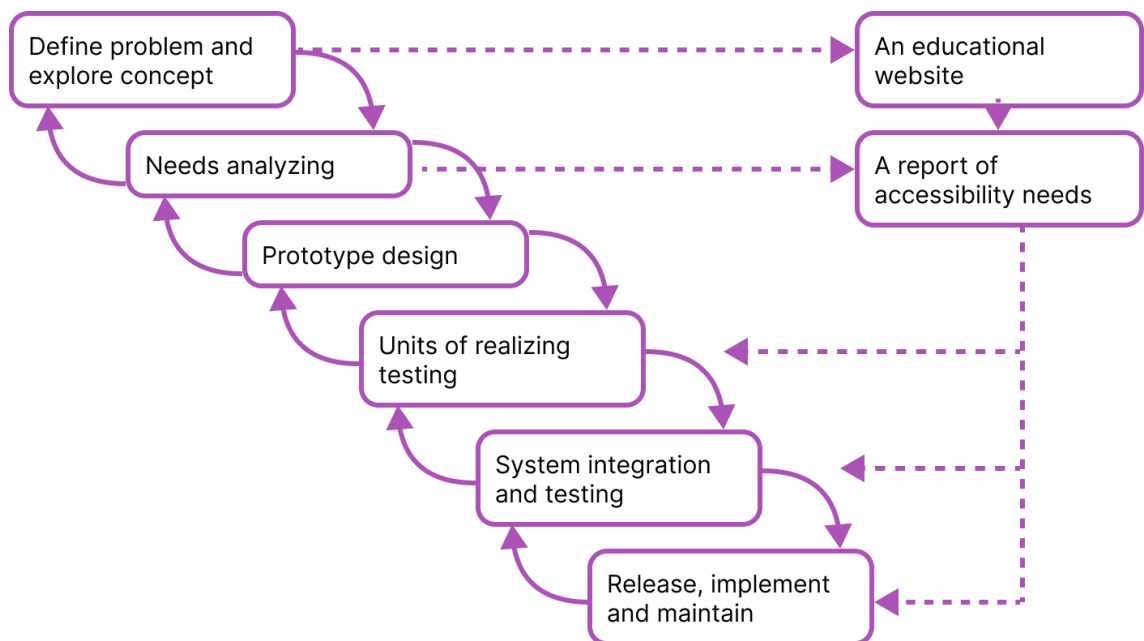 Define problem and
explore concept
An educational
website
Needs analyzing
A report of
accessibility needs
Prototype design
Units of realizing
testing
System integration
and testing
Release, implement
and maintain